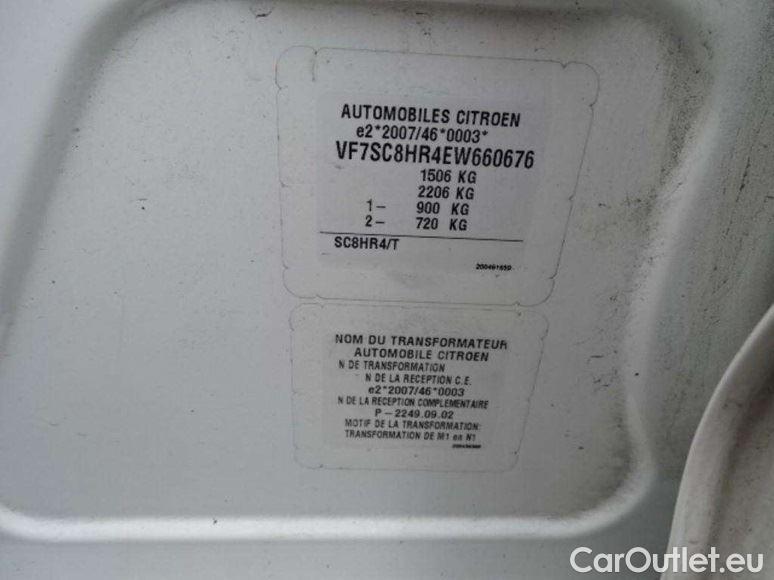 AUTOMOBILES CITROEN
e2*2007/46*0003*
VF7SC8HR4EW660676
1506 KG
2206 KG
1- 900 KG
2- 720 KG
SC8HR4/T
NOM DU TRANSFORMATEUR
AUTOMOBILE CITROEN
N DE TRANSFORMATION
N DE LA RECEPTION C.E.
e2*2007/46*0003
N DE LA RECEPTION COMPLEMENTAIRE
P-2249.09.02
MOTIF DE LA TRANSFORMATION:
TRANSFORMATION DE M1 en N1
CarOutlet.eu